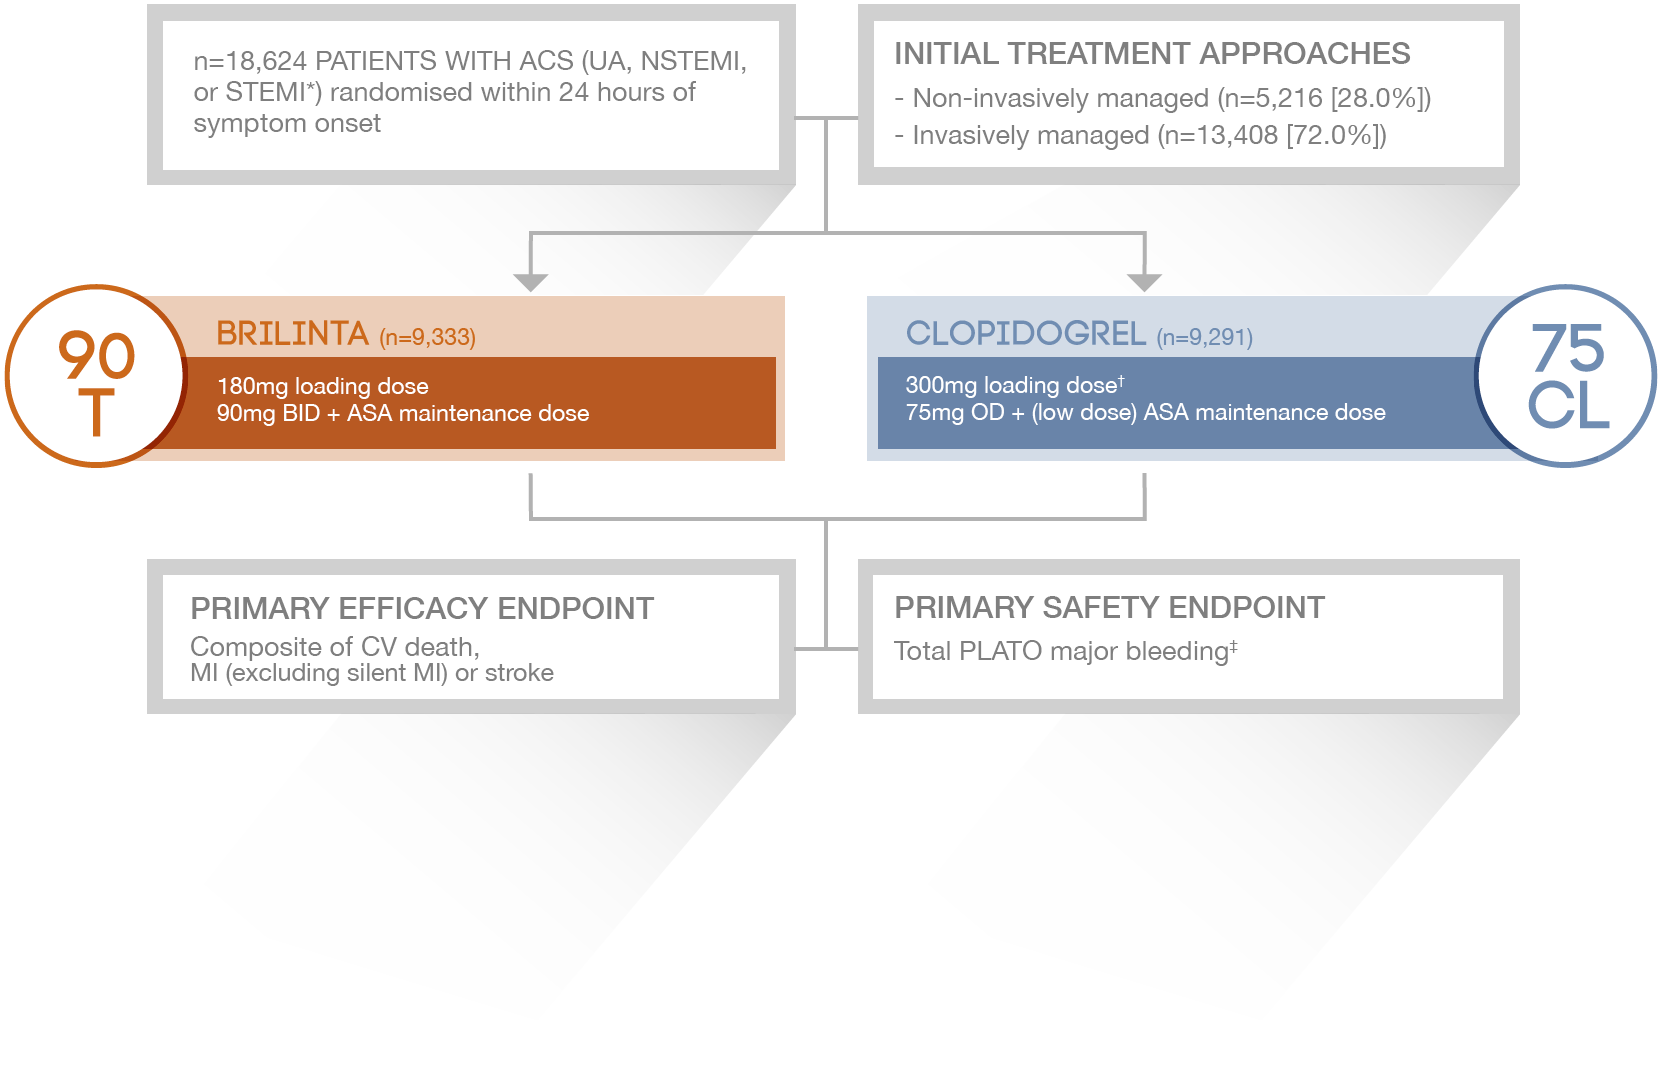 n=18,624 PATIENTS WITH ACS (UA, NSTEMI,
or STEMI*) randomised within 24 hours of
symptom onset
INITIAL TREATMENT APPROACHES
- Non-invasively managed (n=5,216 [28.0%])
- Invasively managed (n=13,408 [72.0%])
90
T
BRILINTA (n=9,333)
180mg loading dose
90mg BID + ASA maintenance dose
CLOPIDOGREL (n=9,291)
300mg loading dose†
75mg OD + (low dose) ASA maintenance dose
75
CL
PRIMARY EFFICACY ENDPOINT
Composite of CV death,
MI (excluding silent MI) or stroke
PRIMARY SAFETY ENDPOINT
Total PLATO major bleeding‡